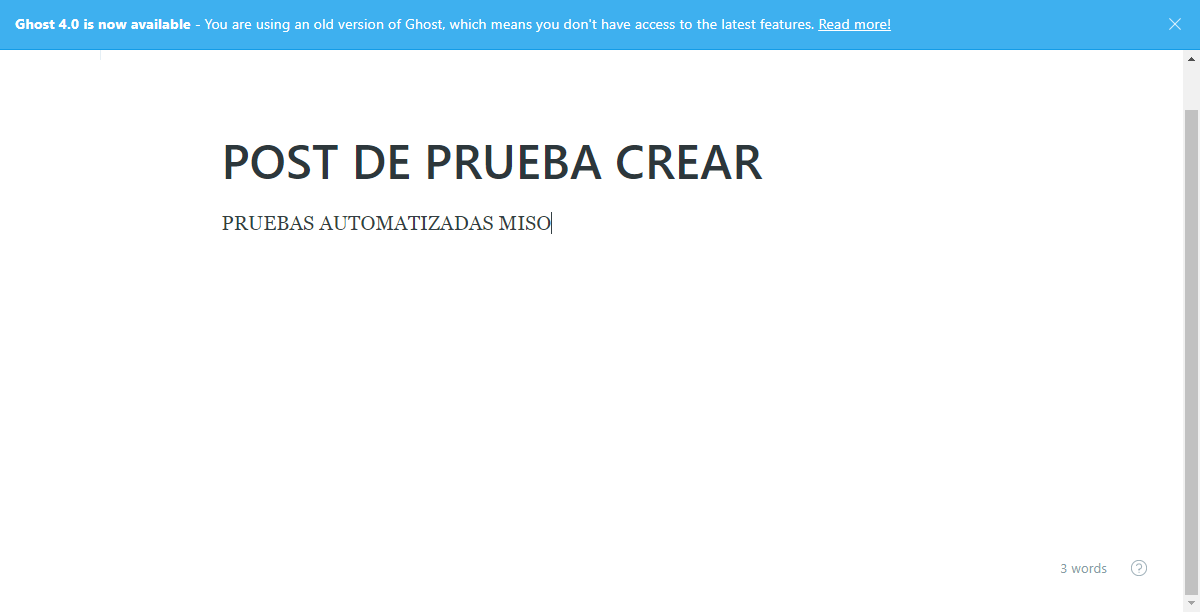 Ghost 4.0 is now available - You are using an old version of Ghost, which means you don't have access to the latest features. Read more!
POST DE PRUEBA CREAR
PRUEBAS AUTOMATIZADAS MISO
3 words
?